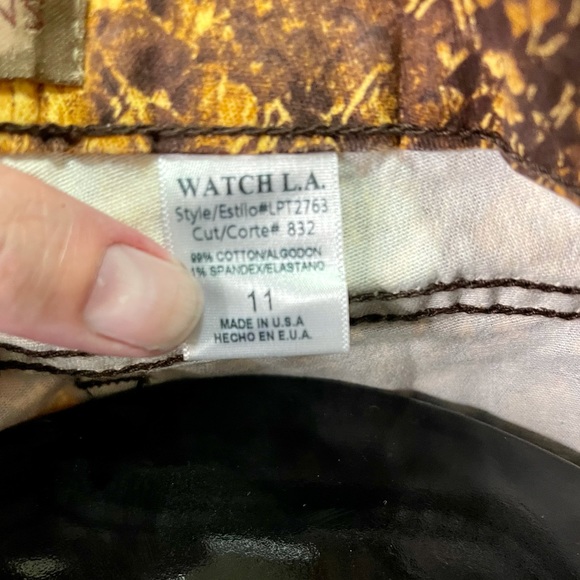 WATCH L.A.
Style/Estilo#LPT2763
Cut/Corte# 832
99% COTTON/ALGODON
1% SPANDEX/ELASTANO
11
MADE IN U.S.A
HECHO EN E.U.A.